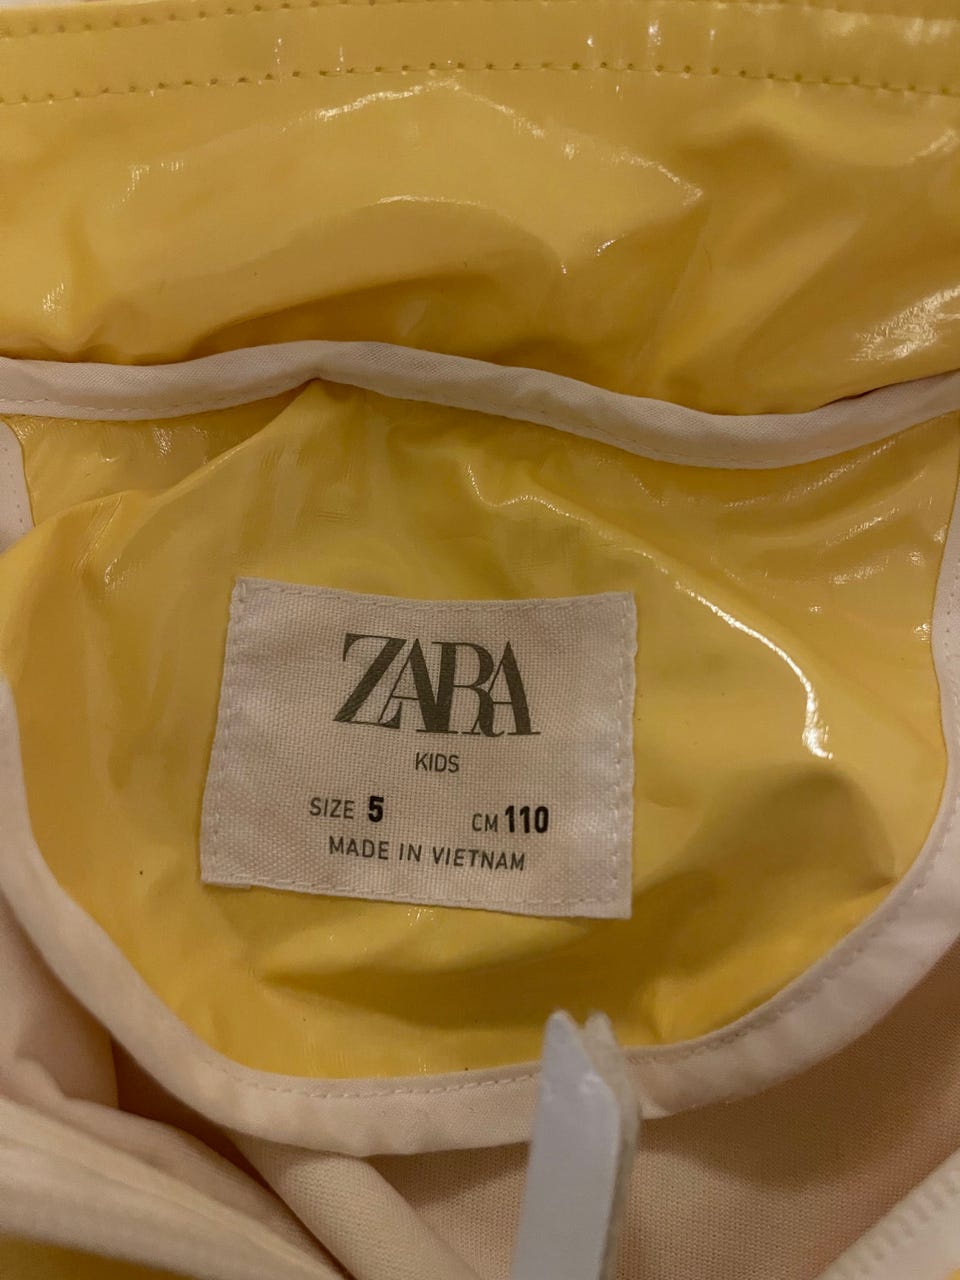 ZARA
KIDS
SIZE 5 CM 110
MADE IN VIETNAM